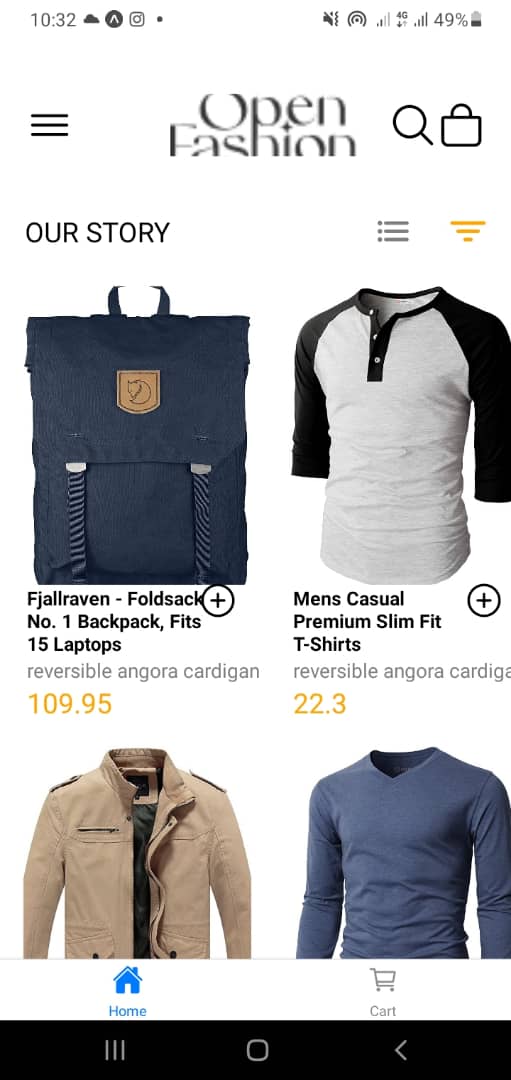 10:32
4G
49%
Open
Fashion
OUR STORY
Fjallraven - Foldsack
No. 1 Backpack, Fits
15 Laptops
reversible angora cardigan
109.95
Mens Casual
Premium Slim Fit
T-Shirts
reversible angora cardiga
22.3
Home
Cart